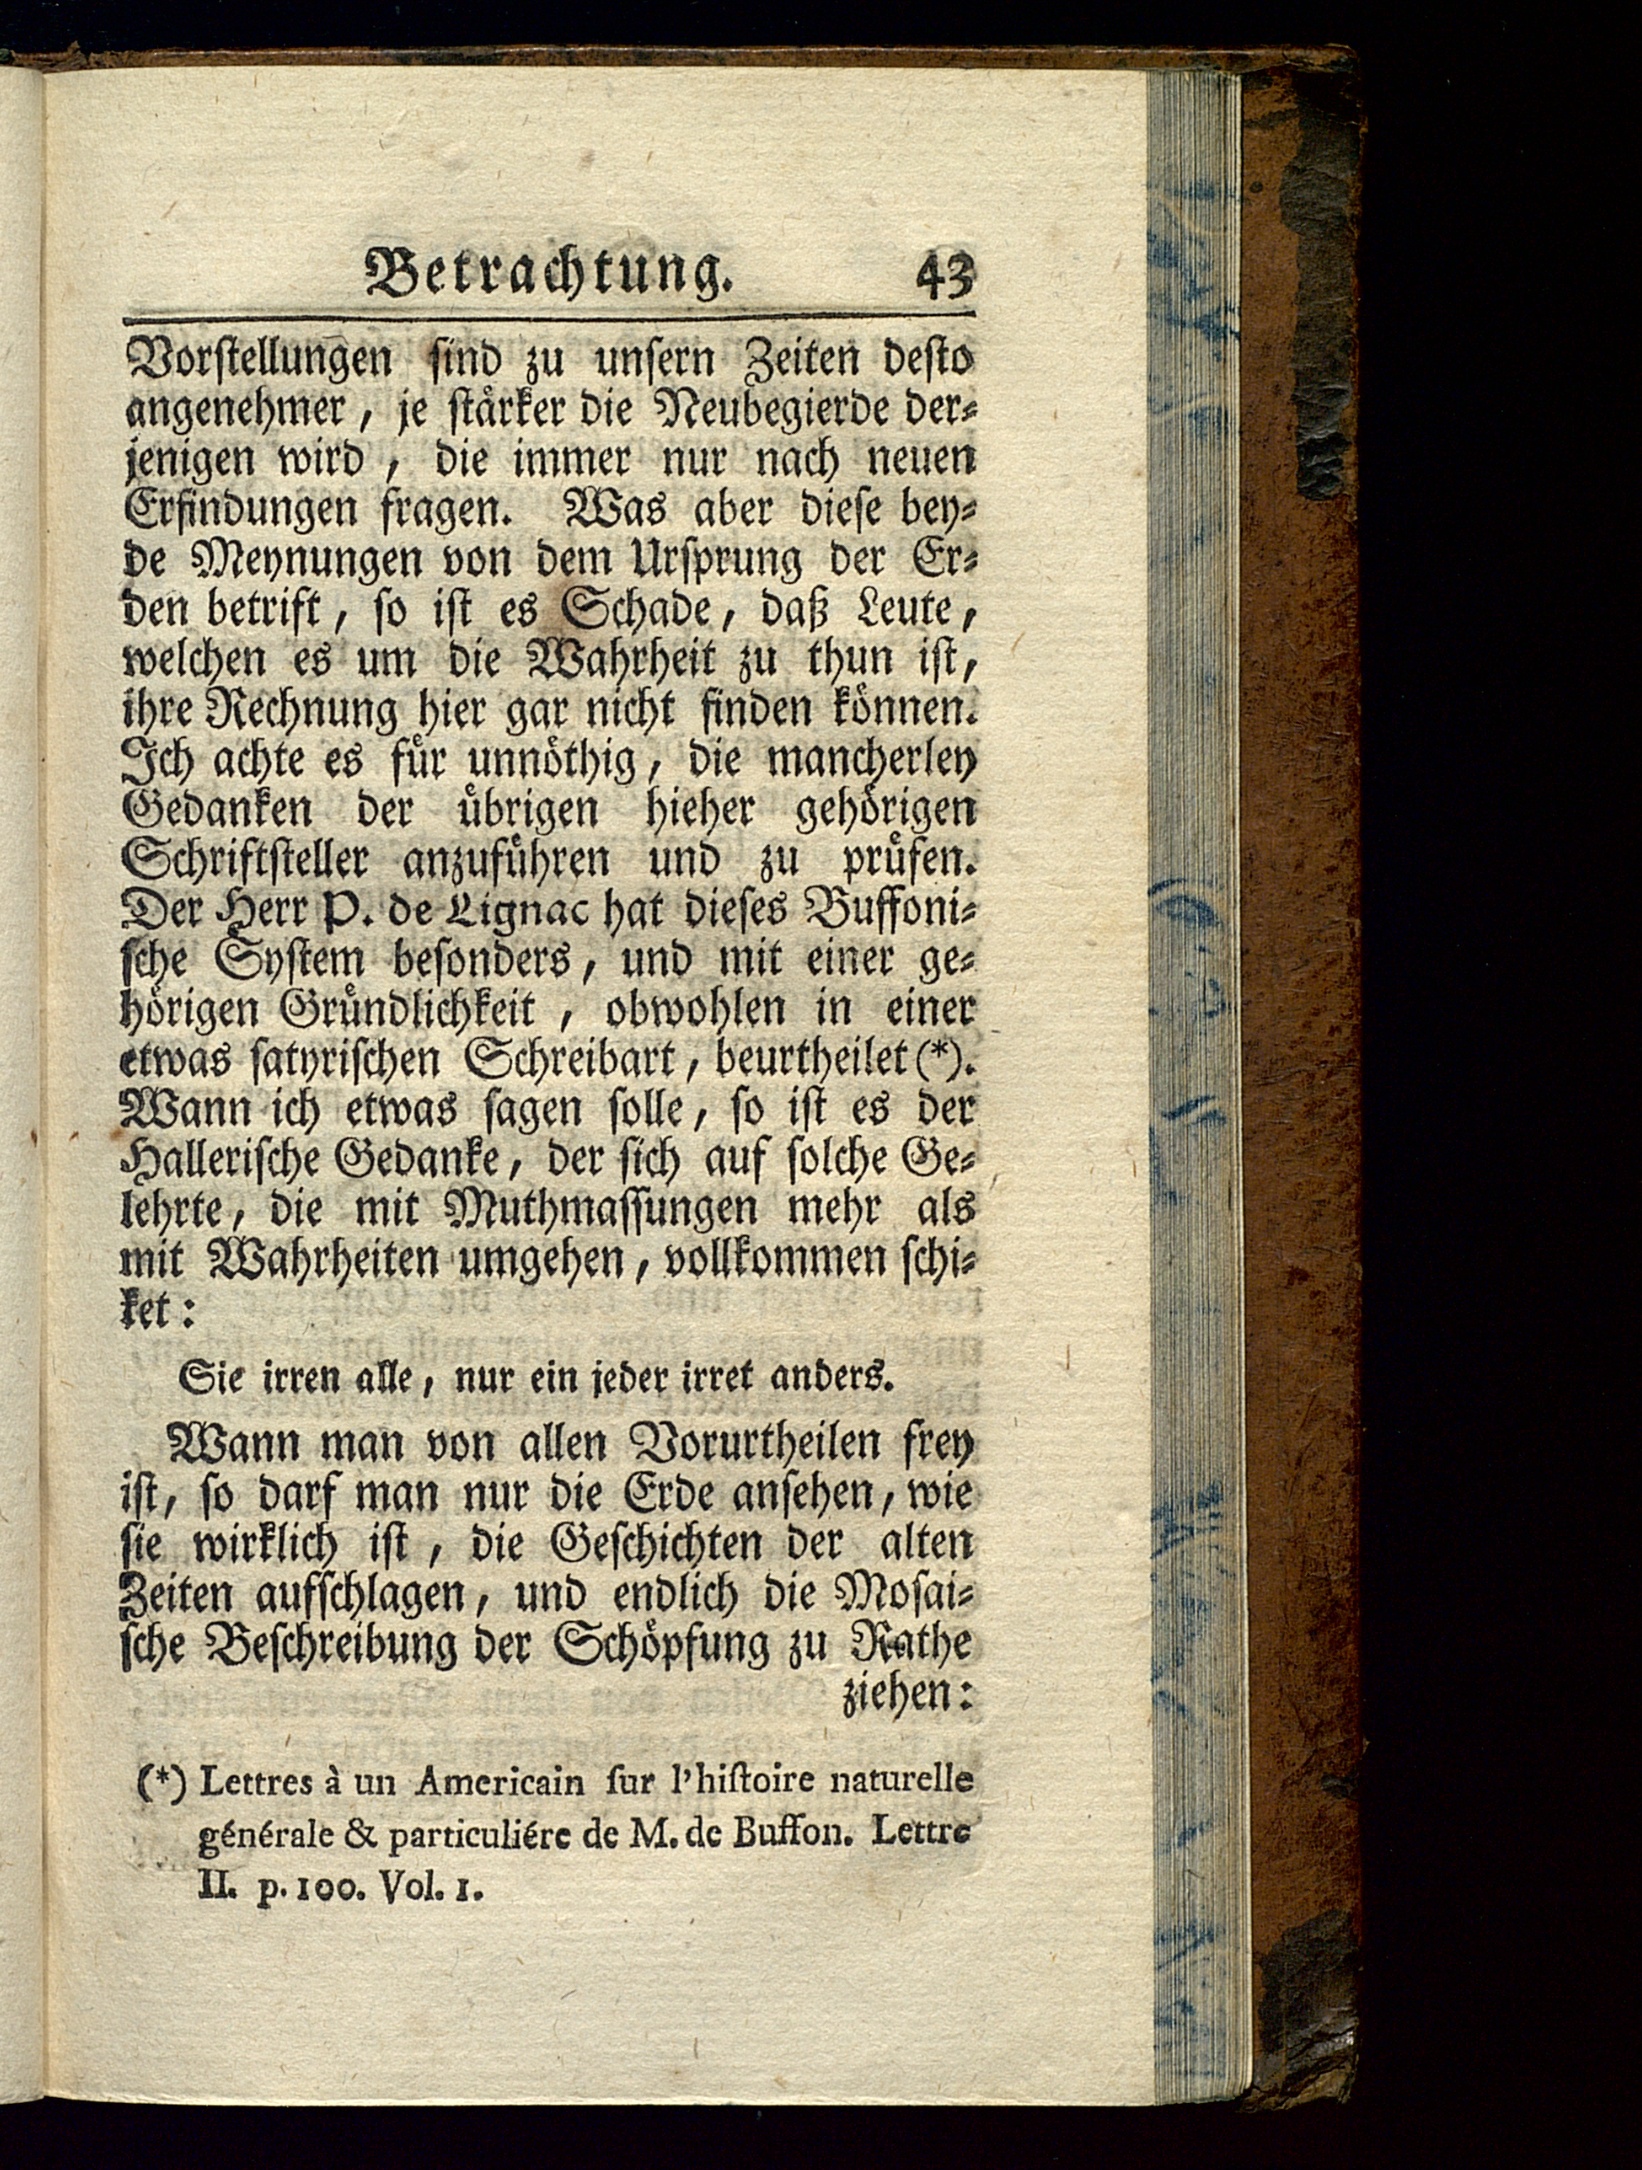 Betrachtung. 43
Vorſtellungen ſind zu unſern Zeiten deſto
angenehmer, je ſtärker die Neubegierde der⸗
jenigen wird, die immer nur nach neuen
Erfindungen fragen. Was aber dieſe bey⸗
de Meynungen von dem Urſprung der Er⸗
den betrift, ſo iſt es Schade, daß Leute,
welchen es um die Wahrheit zu thun iſt,
ihre Rechnung hier gar nicht finden können.
Ich achte es für unnöthig, die mancherley
Gedanken der übrigen hieher gehörigen
Schriftſteller anzuführen und zu prüfen.
Der Herr P. de Lignac hat dieſes Buffoni⸗
ſche Syſtem beſonders, und mit einer ge⸗
hörigen Gründlichkeit, obwohlen in einer
etwas ſatyriſchen Schreibart, beurtheilet (*).
Wann ich etwas ſagen ſolle, ſo iſt es der
Halleriſche Gedanke, der ſich auf ſolche Ge⸗
lehrte, die mit Muthmaſſungen mehr als
mit Wahrheiten umgehen, vollkommen ſchi⸗
ket:
Sie irren alle, nur ein jeder irret anders.
Wann man von allen Vorurtheilen frey
iſt, ſo darf man nur die Erde anſehen, wie
ſie wirklich iſt, die Geſchichten der alten
Zeiten aufſchlagen, und endlich die Moſai⸗
ſche Beſchreibung der Schöpfung zu Rathe
ziehen:
(*) Lettres à un Americain ſur l'hiſtoire naturelle
générale & particuliére de M. de Buffon. Lettre
II. p. 100. Vol. 1.